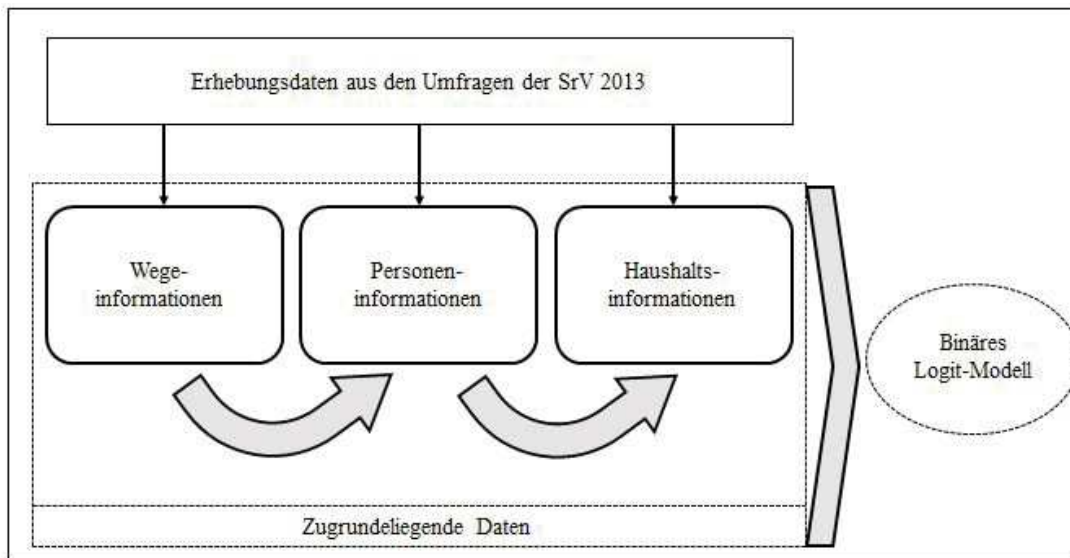 Erhebungsdaten aus den Umfragen der SrV 2013
Wege-
informationen
Personen-
informationen
Haushalts-
informationen
Binäres
Logit-Modell
Zugrundeliegende Daten